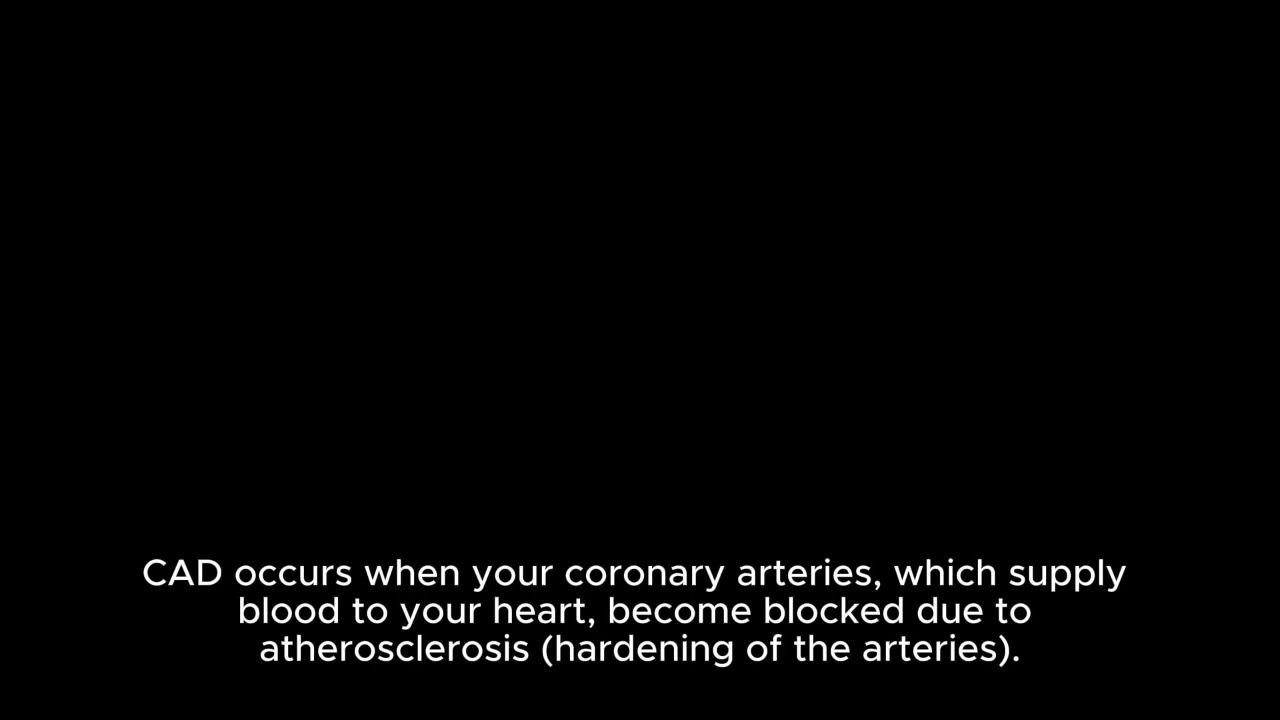 CAD occurs when your coronary arteries, which supply
blood to your heart, become blocked due to
atherosclerosis (hardening of the arteries).